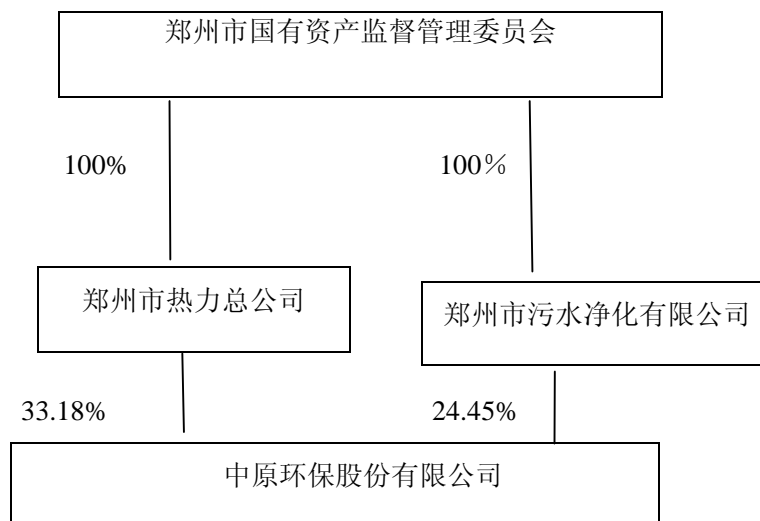 郑州市国有资产监督管理委员会
100%
100％
郑州市热力总公司
郑州市污水净化有限公司
33.18%
24.45%
中原环保股份有限公司